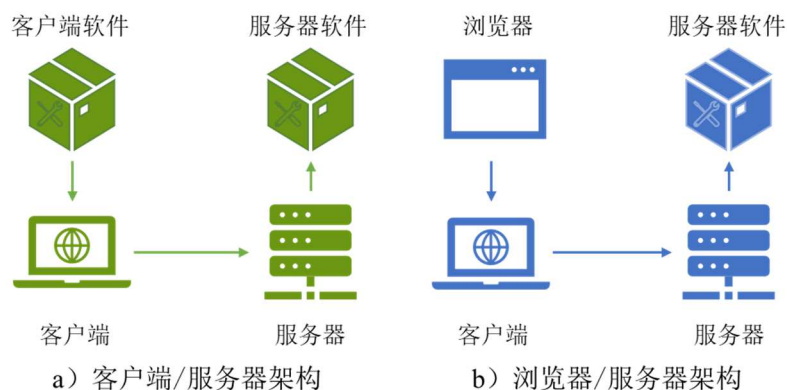 客户端软件
服务器软件
浏览器
服务器软件
客户端
服务器
客户端
服务器
a）客户端/服务器架构
b）浏览器/服务器架构